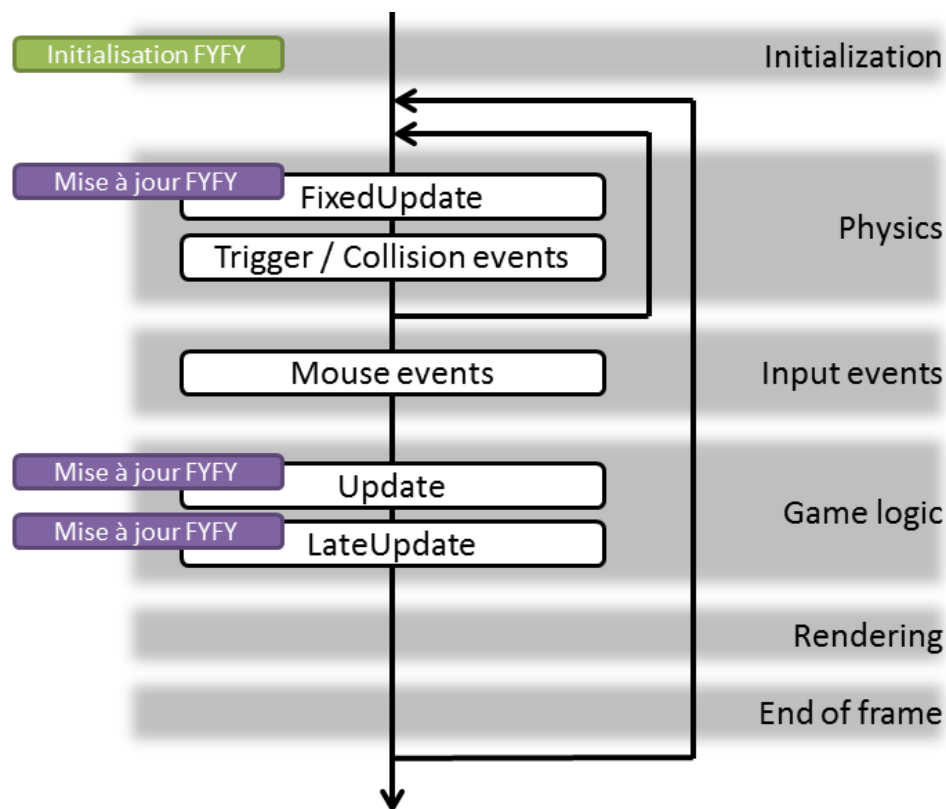 Initialisation FYFY
Initialization
Mise à jour FYFY
FixedUpdate
Trigger / Collision events
Physics
Mouse events
Input events
Mise à jour FYFY
Update
Mise à jour FYFY
LateUpdate
Game logic
Rendering
End of frame